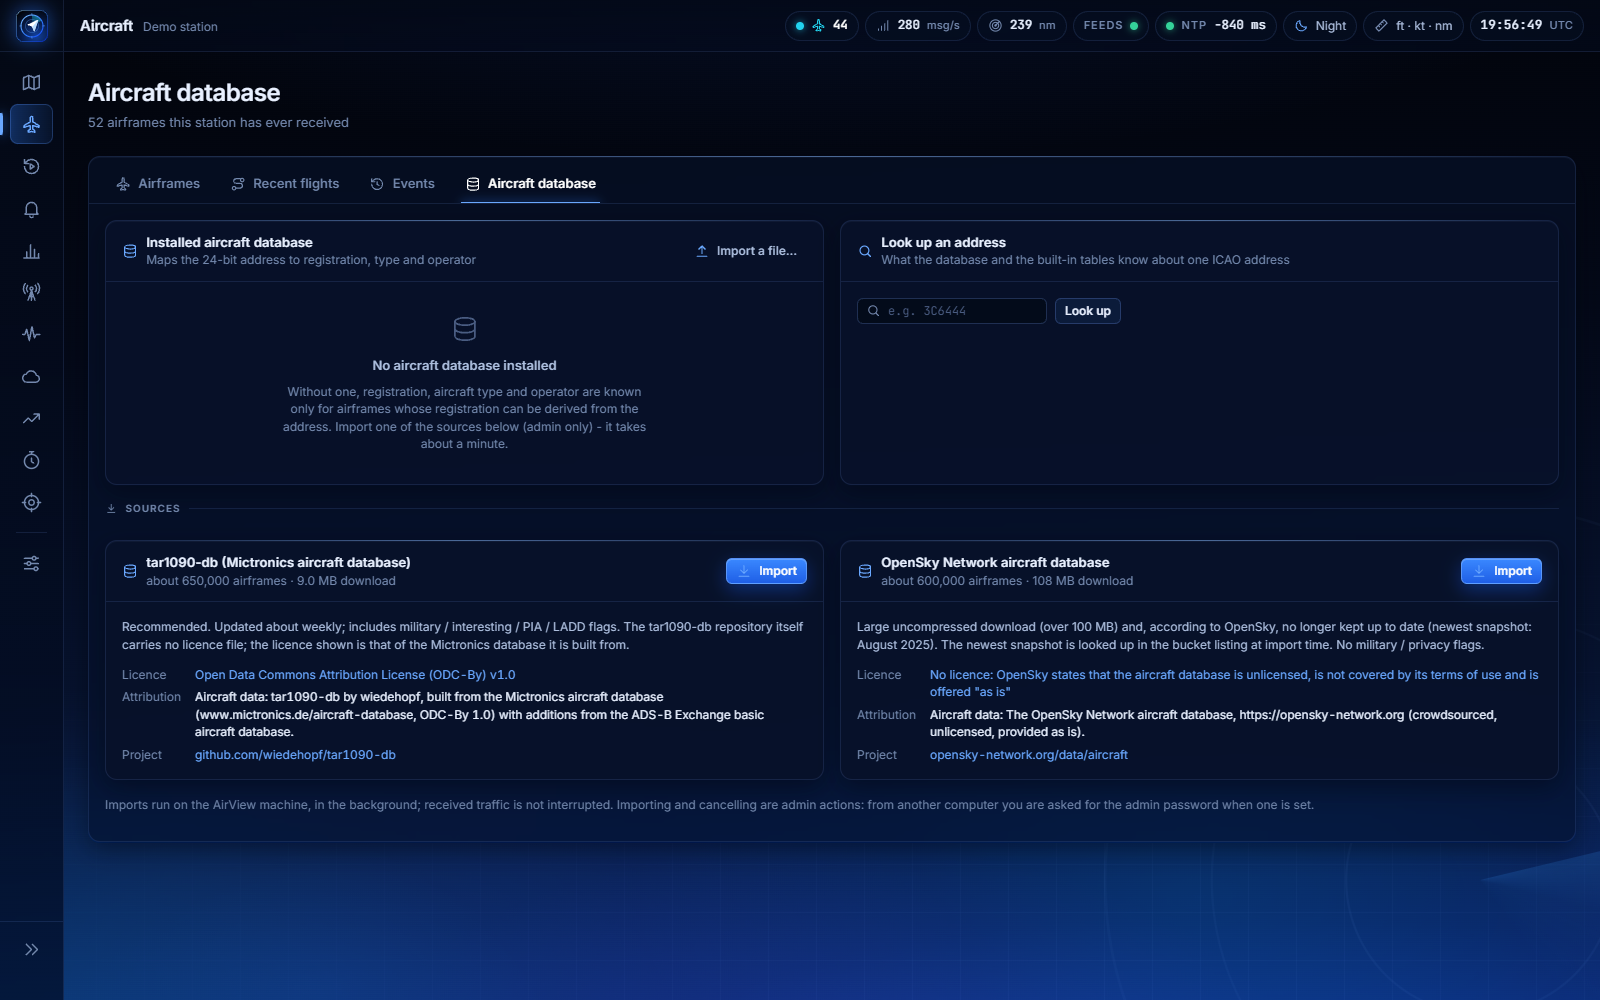 Aircraft Demo station 44 280 msg/s 239 nm FEEDS NTP -840 ms Night ft · kt · nm 19:56:49 UTC
Aircraft database
52 airframes this station has ever received
Airframes Recent flights Events Aircraft database
Installed aircraft database
Maps the 24-bit address to registration, type and operator
Import a file...
No aircraft database installed
Without one, registration, aircraft type and operator are known
only for airframes whose registration can be derived from the
address. Import one of the sources below (admin only) - it takes
about a minute.
Look up an address
What the database and the built-in tables know about one ICAO address
e.g. 3C6444 Look up
SOURCES
tar1090-db (Mictronics aircraft database)
about 650,000 airframes · 9.0 MB download
Import
Recommended. Updated about weekly; includes military / interesting / PIA / LADD flags. The tar1090-db repository itself
carries no licence file; the licence shown is that of the Mictronics database it is built from.
Licence Open Data Commons Attribution License (ODC-By) v1.0
Attribution Aircraft data: tar1090-db by wiedehopf, built from the Mictronics aircraft database
(www.mictronics.de/aircraft-database, ODC-By 1.0) with additions from the ADS-B Exchange basic
aircraft database.
Project github.com/wiedehopf/tar1090-db
OpenSky Network aircraft database
about 600,000 airframes · 108 MB download
Import
Large uncompressed download (over 100 MB) and, according to OpenSky, no longer kept up to date (newest snapshot:
August 2025). The newest snapshot is looked up in the bucket listing at import time. No military / privacy flags.
Licence No licence: OpenSky states that the aircraft database is unlicensed, is not covered by its terms of use and is
offered "as is"
Attribution Aircraft data: The OpenSky Network aircraft database, https://opensky-network.org (crowdsourced,
unlicensed, provided as is).
Project opensky-network.org/data/aircraft
Imports run on the AirView machine, in the background; received traffic is not interrupted. Importing and cancelling are admin actions: from another computer you are asked for the admin password when one is set.